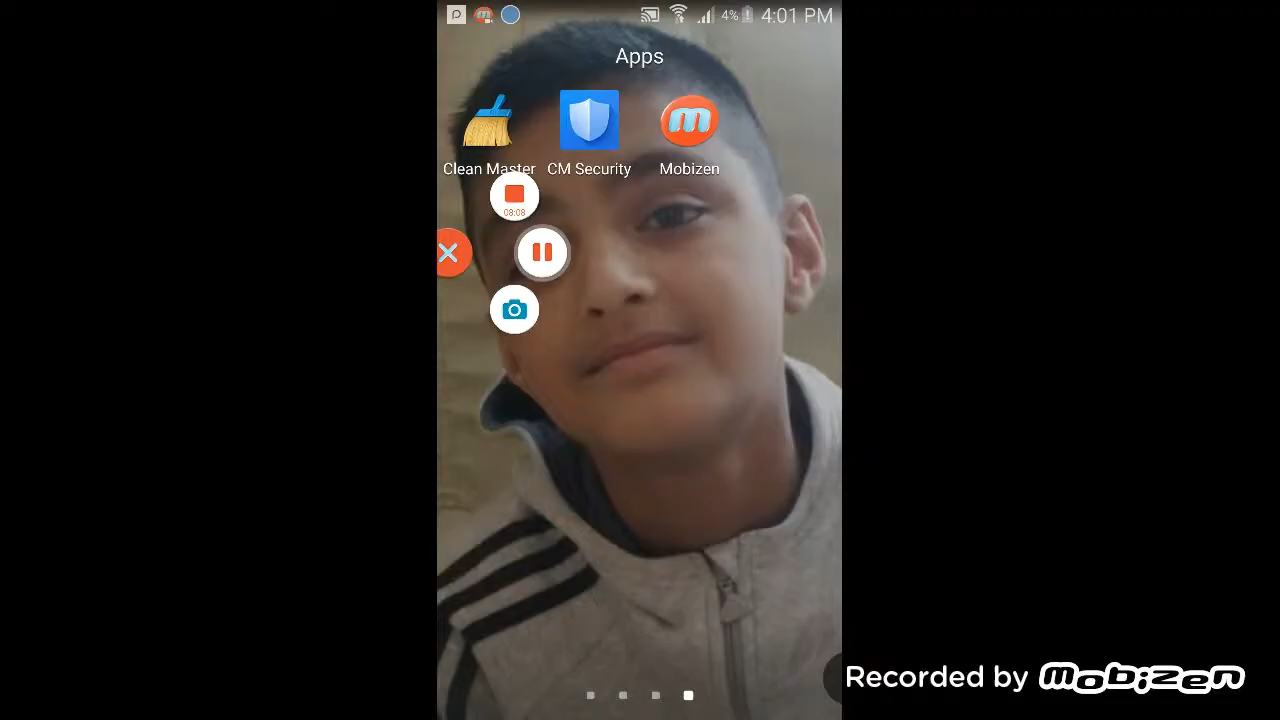 4% 4:01 PM
Apps
m
Clean Master CM Security Mobizen
08:08
Recorded by mobizen